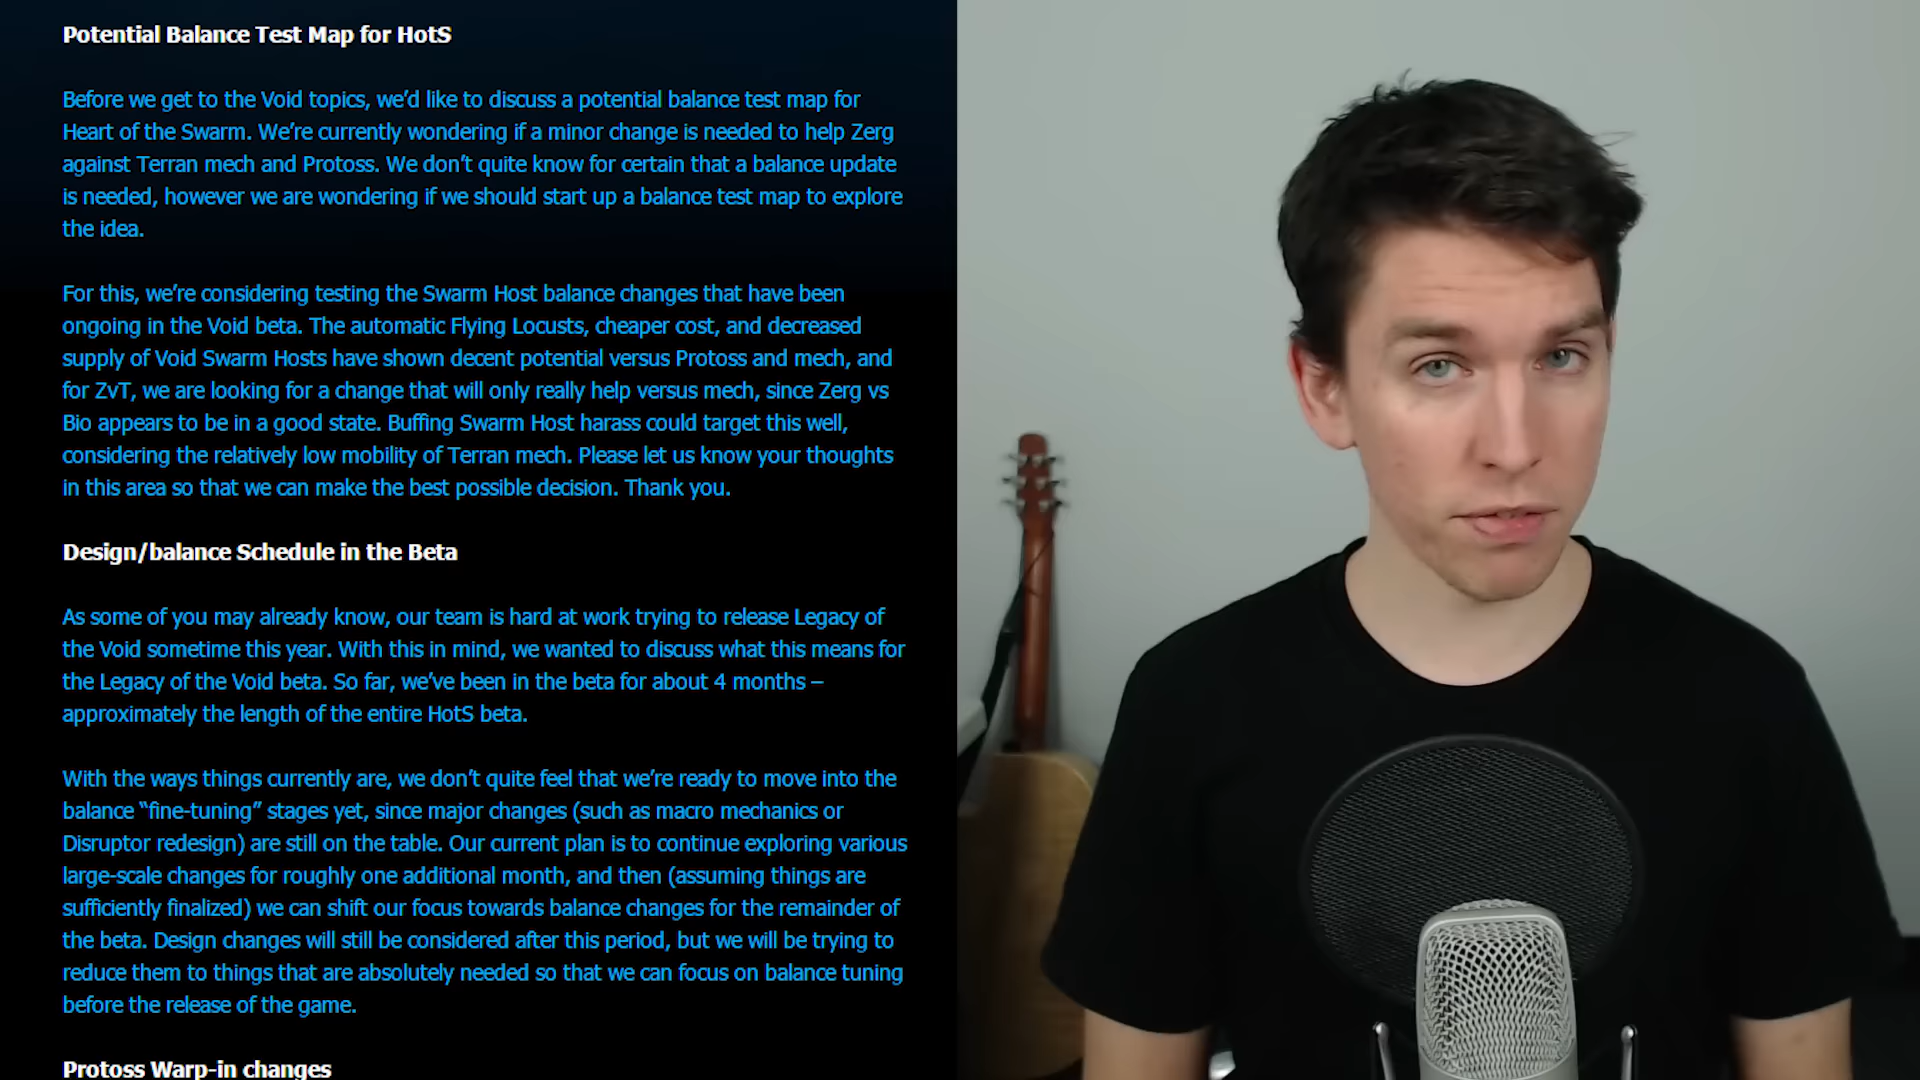 Potential Balance Test Map for HotS
Before we get to the Void topics, we’d like to discuss a potential balance test map for
Heart of the Swarm. We’re currently wondering if a minor change is needed to help Zerg
against Terran mech and Protoss. We don’t quite know for certain that a balance update
is needed, however we are wondering if we should start up a balance test map to explore
the idea.
For this, we’re considering testing the Swarm Host balance changes that have been
ongoing in the Void beta. The automatic Flying Locusts, cheaper cost, and decreased
supply of Void Swarm Hosts have shown decent potential versus Protoss and mech, and
for ZvT, we are looking for a change that will only really help versus mech, since Zerg vs
Bio appears to be in a good state. Buffing Swarm Host harass could target this well,
considering the relatively low mobility of Terran mech. Please let us know your thoughts
in this area so that we can make the best possible decision. Thank you.
Design/balance Schedule in the Beta
As some of you may already know, our team is hard at work trying to release Legacy of
the Void sometime this year. With this in mind, we wanted to discuss what this means for
the Legacy of the Void beta. So far, we’ve been in the beta for about 4 months –
approximately the length of the entire HotS beta.
With the ways things currently are, we don’t quite feel that we’re ready to move into the
balance “fine-tuning” stages yet, since major changes (such as macro mechanics or
Disruptor redesign) are still on the table. Our current plan is to continue exploring various
large-scale changes for roughly one additional month, and then (assuming things are
sufficiently finalized) we can shift our focus towards balance changes for the remainder of
the beta. Design changes will still be considered after this period, but we will be trying to
reduce them to things that are absolutely needed so that we can focus on balance tuning
before the release of the game.
Protoss Warp-in changes